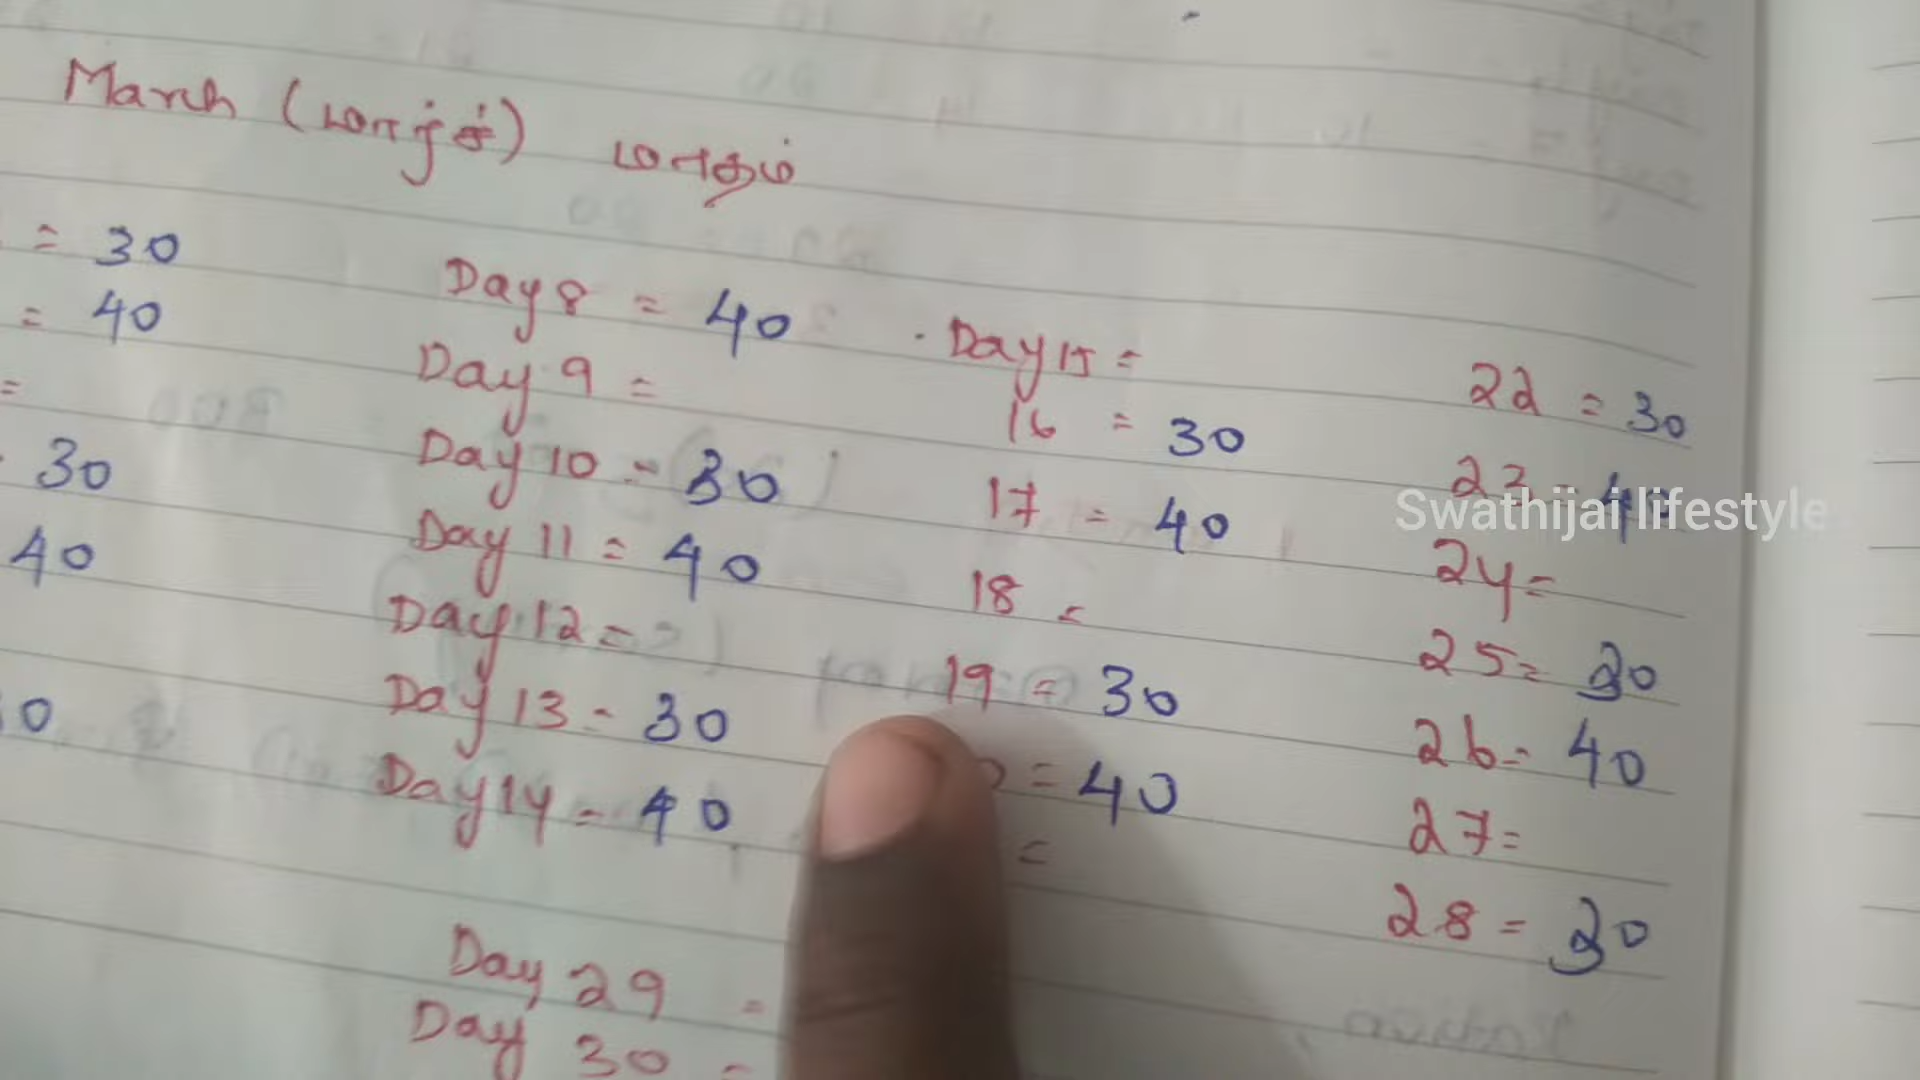 March (மார்ச்) மாதம்
= 30
= 40
=
30
40
0
Day 8 = 40
Day 9 =
Day 10 - 30
Day 11 = 40
Day 12 =
Day 13 - 30
Day 14 - 40
Day 15 =
16 = 30
17 = 40
18 =
19 = 30
= 40
=
22 = 30
23 - 40
24 =
25 = 30
26 - 40
27 =
28 = 30
Day 29 =
Day 30 -
Swathijai lifestyle